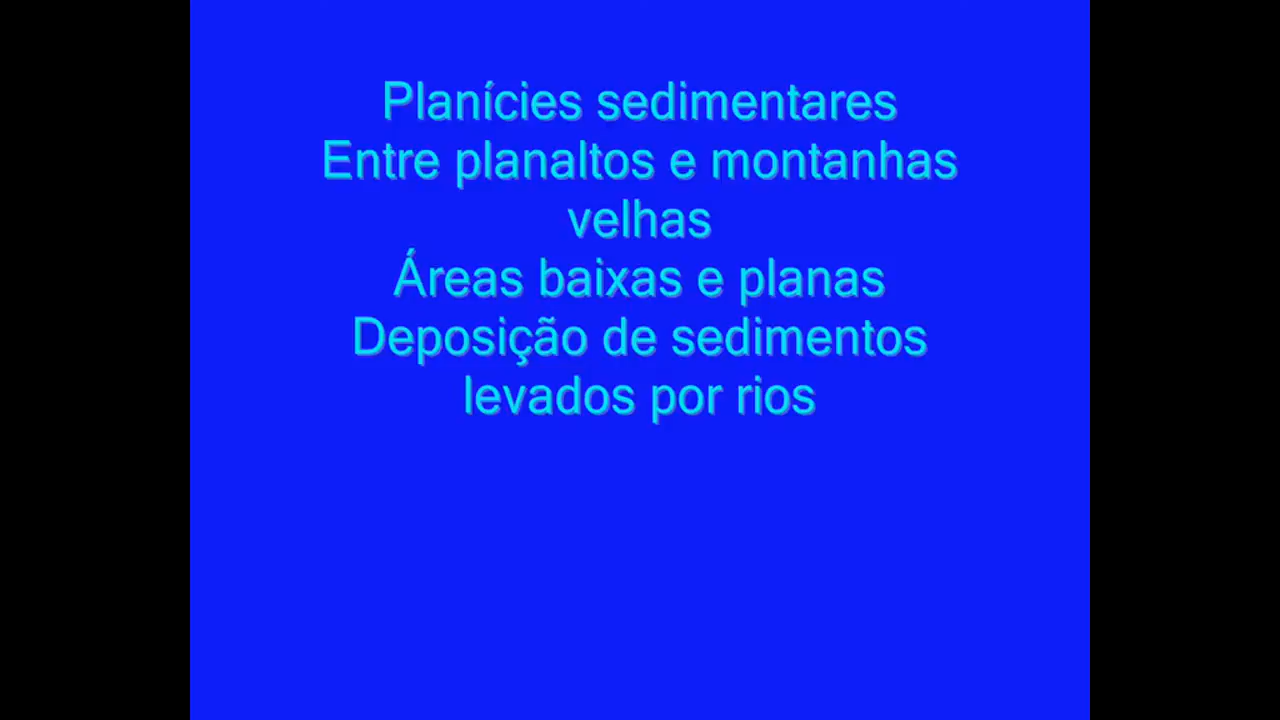 Planícies sedimentares
Entre planaltos e montanhas
velhas
Áreas baixas e planas
Deposição de sedimentos
levados por rios